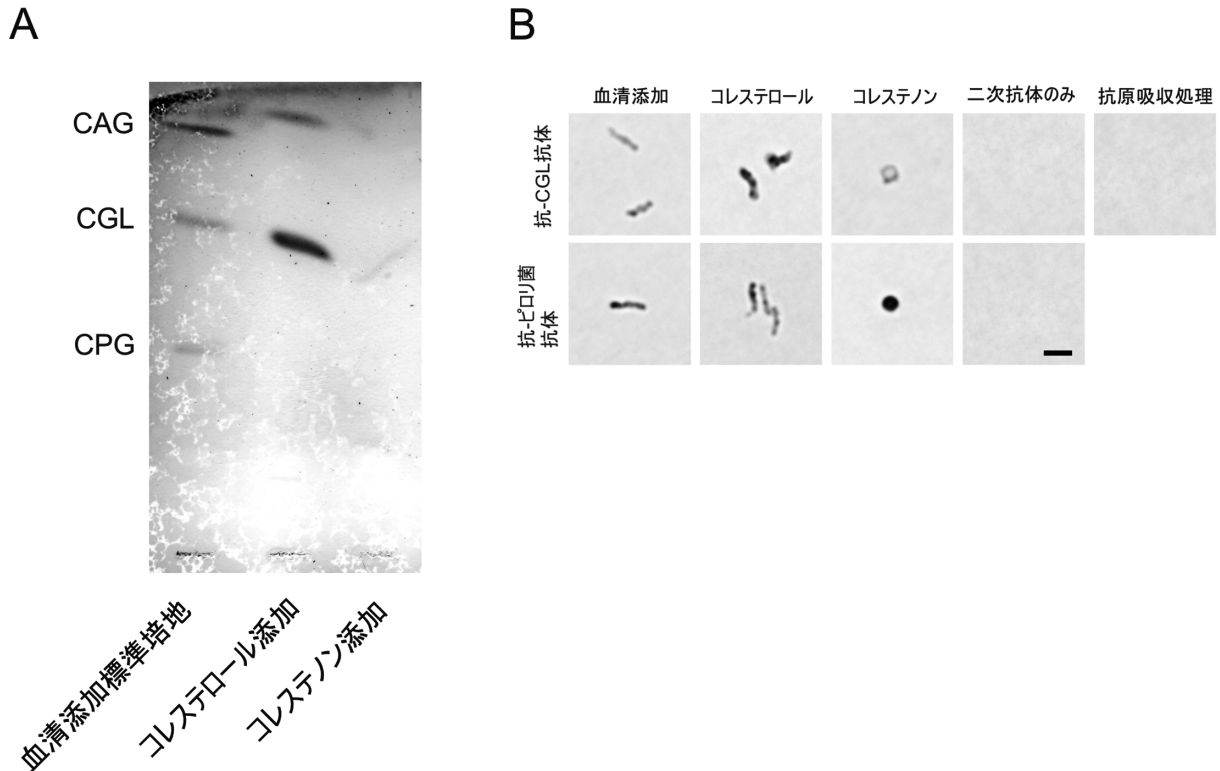 A
B
CAG
CGL
CPG
血清添加標準培地
コレステロール添加
コレステノン添加
血清添加
コレステロール
コレステノン
二次抗体のみ
抗原吸収処理
抗-CGL抗体
抗-ピロリ菌
抗体